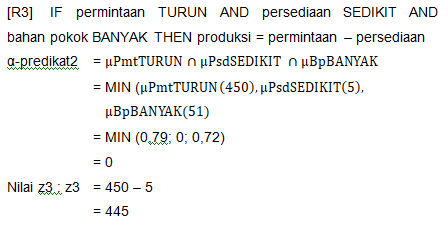 [R3] IF permintaan TURUN AND persediaan SEDIKIT AND
bahan pokok BANYAK THEN produksi = permintaan – persediaan
α-predikat2 = μPmtTURUN ∩ μPsdSEDIKIT ∩ μBpBANYAK
= MIN (μPmtTURUN(450), μPsdSEDIKIT(5),
μBpBANYAK(51)
= MIN (0,79; 0; 0,72)
= 0
Nilai z3 : z3 = 450 – 5
= 445